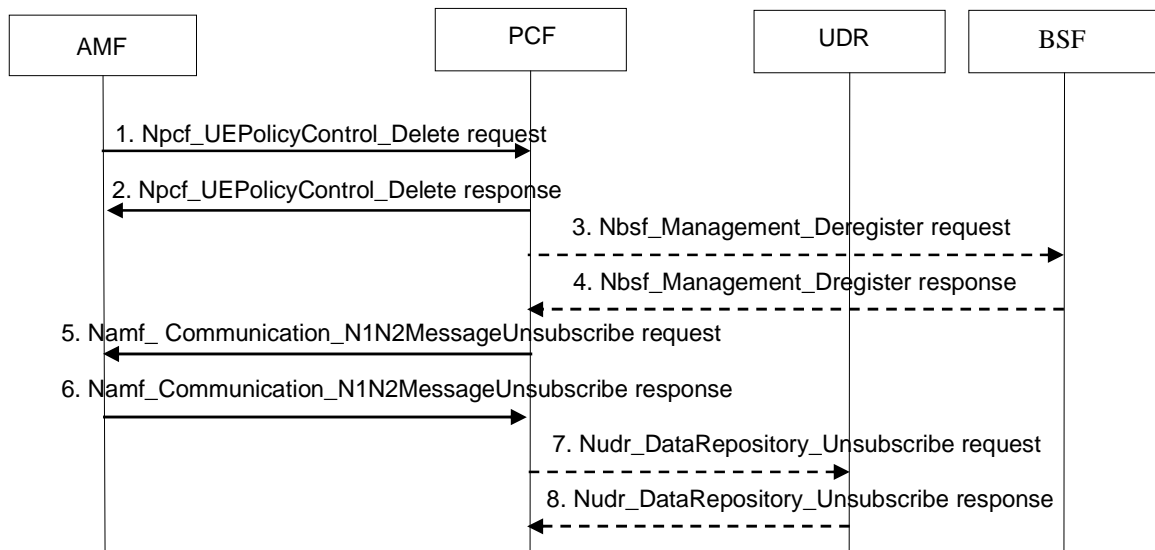 AMF
PCF
UDR
BSF
1. Npcf_UEPolicyControl_Delete request
2. Npcf_UEPolicyControl_Delete response
3. Nbsf_Management_Deregister request
4. Nbsf_Management_Dregister response
5. Namf_ Communication_N1N2MessageUnsubscribe request
6. Namf_Communication_N1N2MessageUnsubscribe response
7. Nudr_DataRepository_Unsubscribe request
8. Nudr_DataRepository_Unsubscribe response